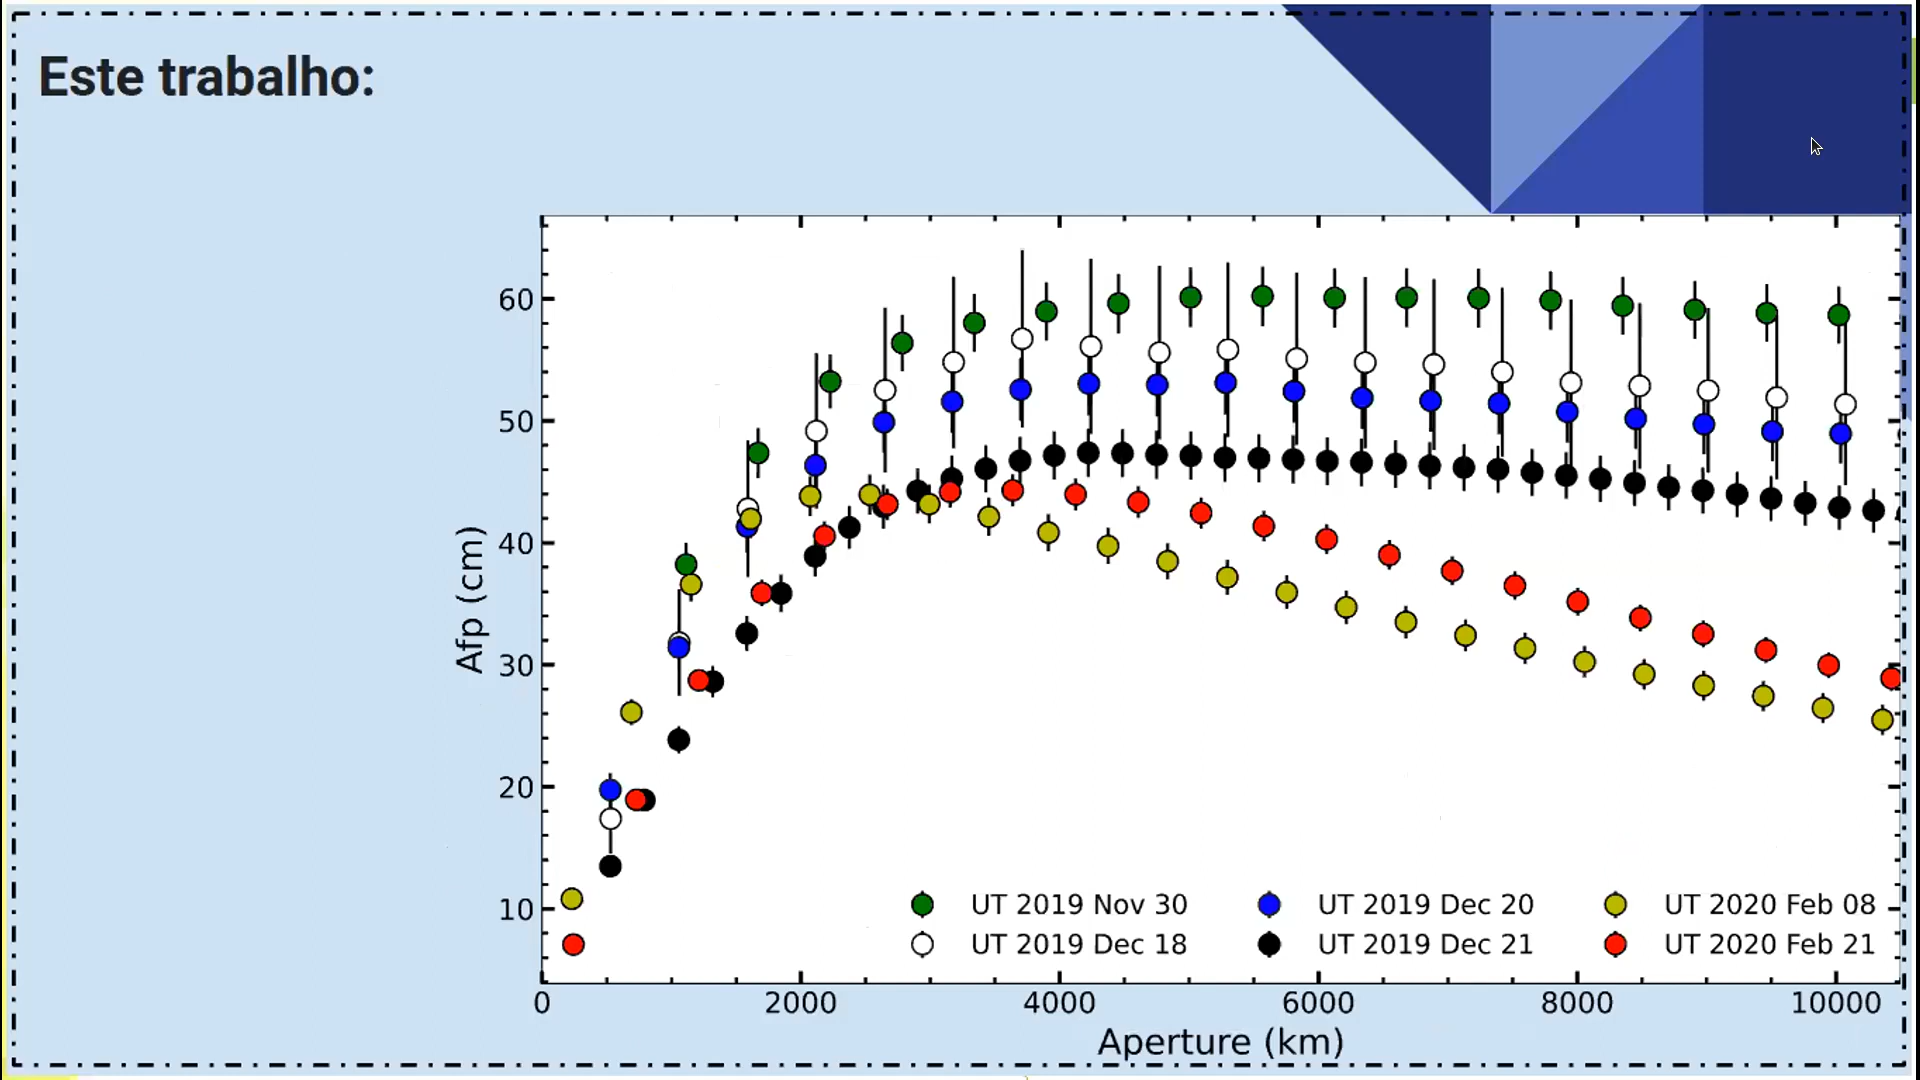 Este trabalho:
60
50
40
30
20
10
Afp (cm)
UT 2019 Nov 30 UT 2019 Dec 20 UT 2020 Feb 08
UT 2019 Dec 18 UT 2019 Dec 21 UT 2020 Feb 21
0 2000 4000 6000 8000 10000
Aperture (km)